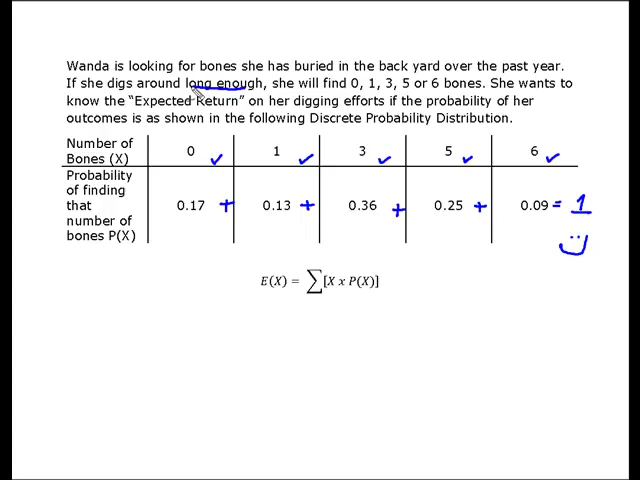 Wanda is looking for bones she has buried in the back yard over the past year.
If she digs around long enough, she will find 0, 1, 3, 5 or 6 bones. She wants to
know the “Expected Return” on her digging efforts if the probability of her
outcomes is as shown in the following Discrete Probability Distribution.
Number of Bones (X) 0 ✓ 1 ✓ 3 ✓ 5 ✓ 6 ✓
Probability of finding that number of bones P(X) 0.17 + 0.13 + 0.36 + 0.25 + 0.09 = 1
E(X) = ∑[X x P(X)]